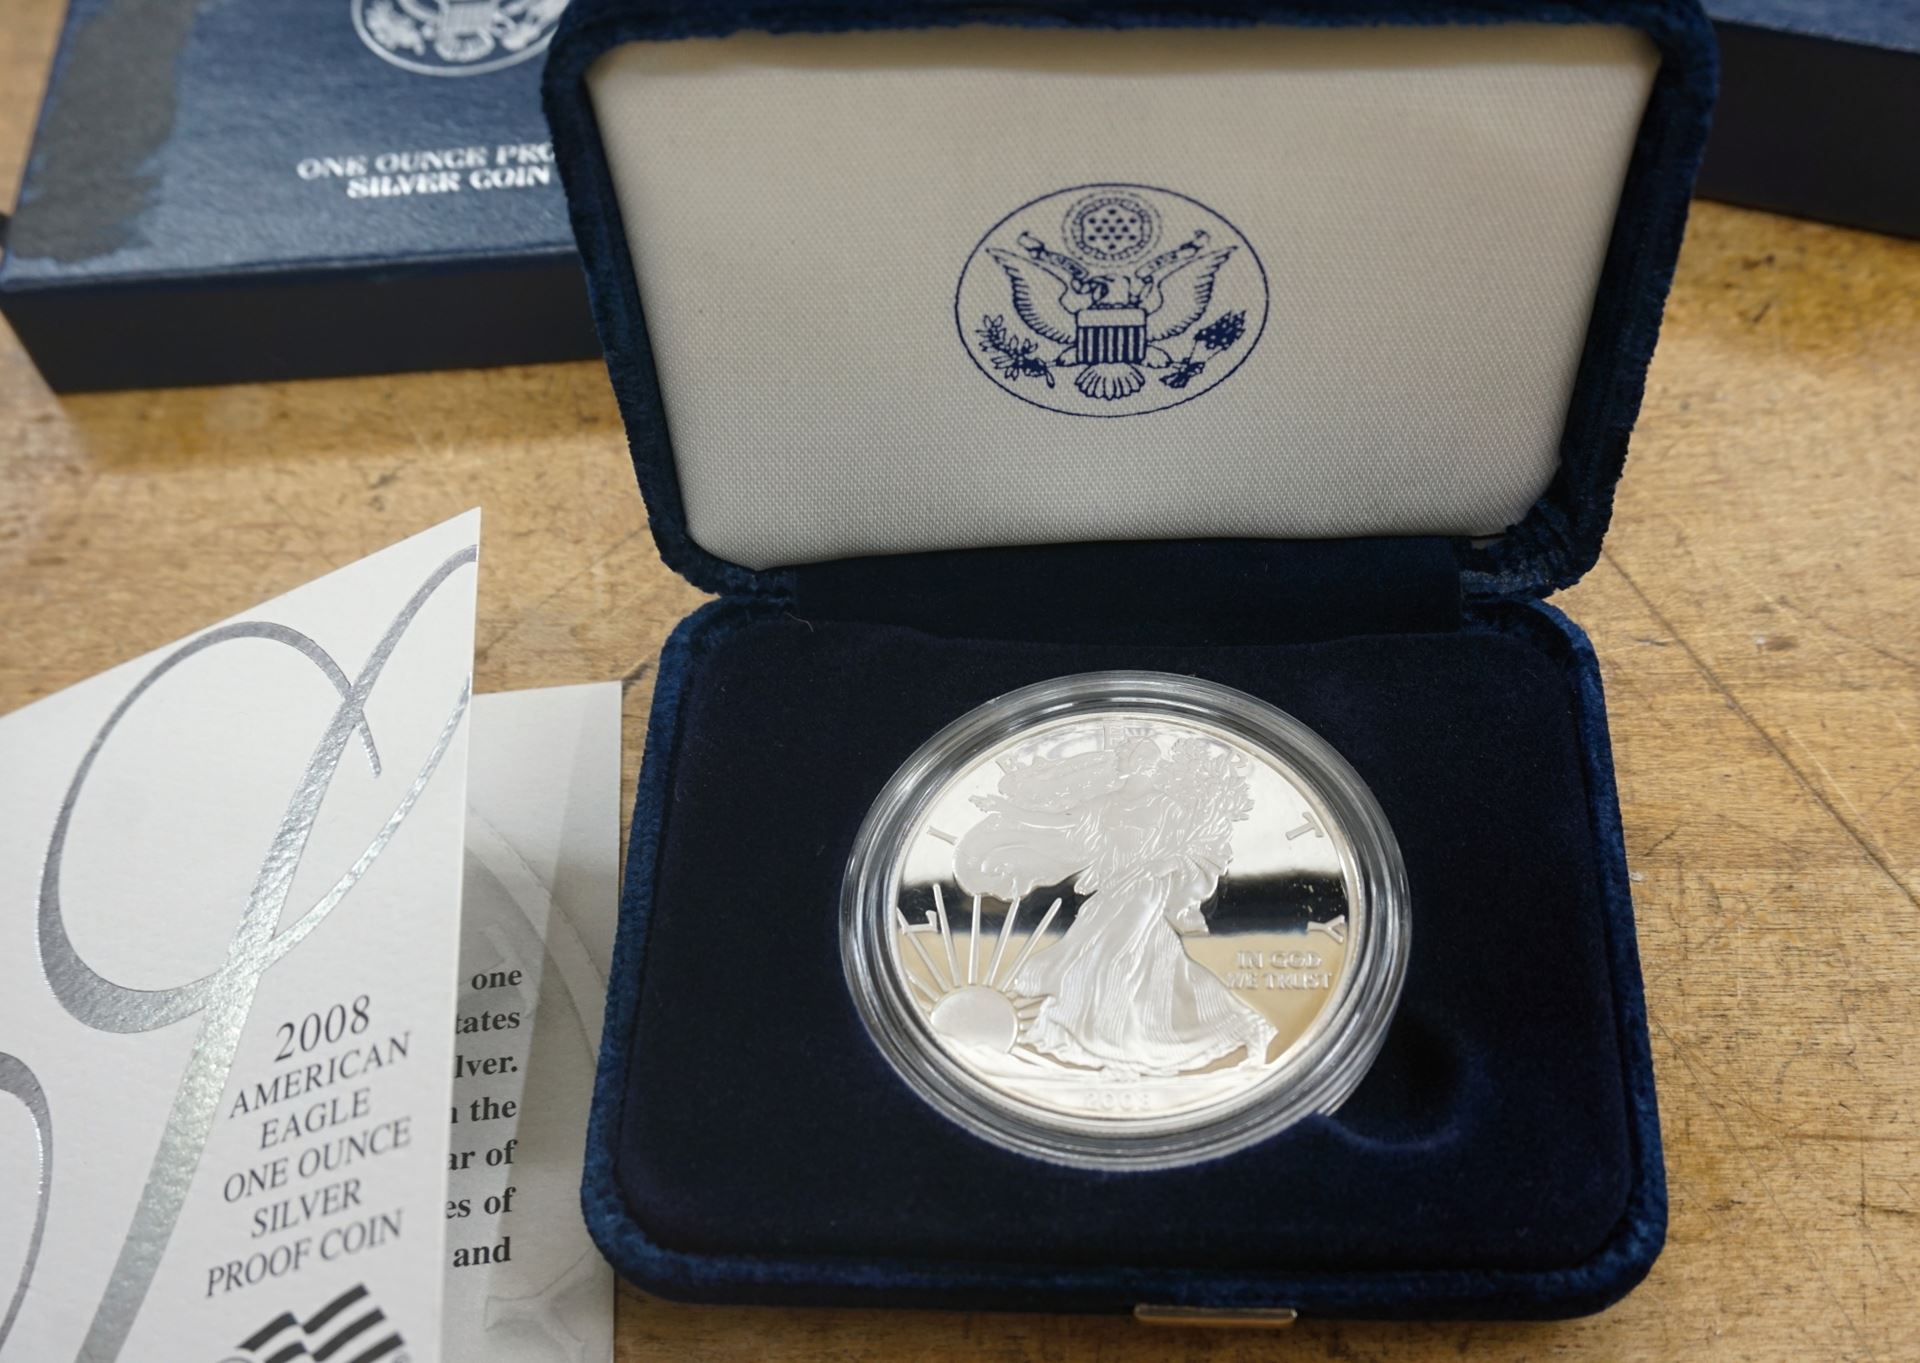 ONE OUNCE PRO
SILVER COIN
LIBERTY
IN GOD
WE TRUST
2008
2008
AMERICAN
EAGLE
ONE OUNCE
SILVER
PROOF COIN
one
tates
lver.
the
ar of
es of
and